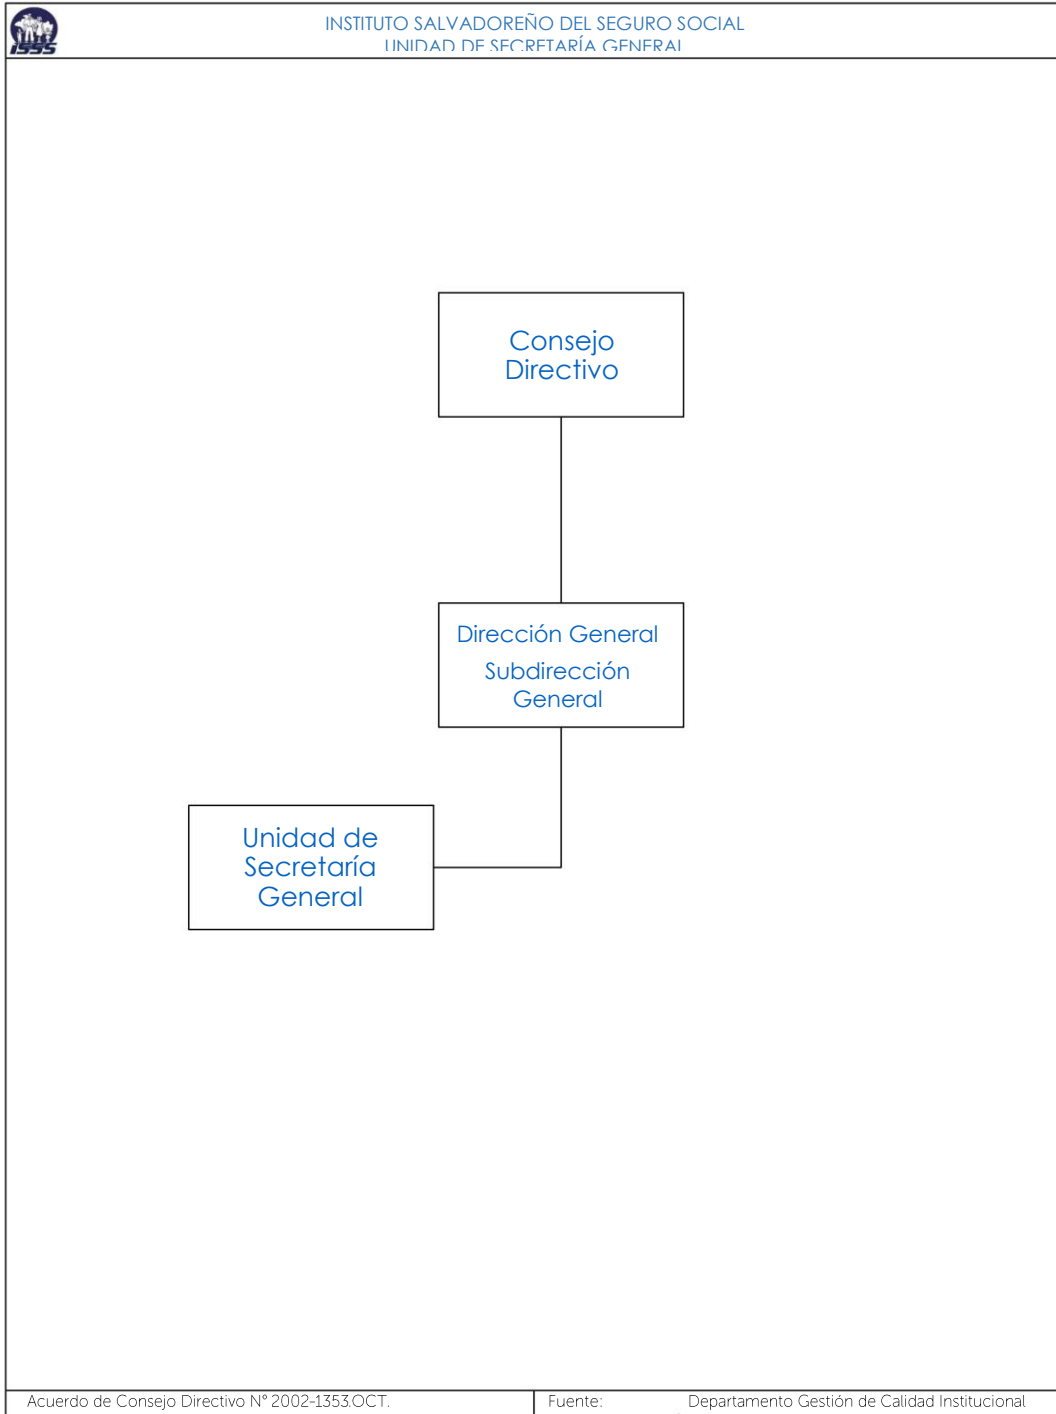 ISSS
INSTITUTO SALVADOREÑO DEL SEGURO SOCIAL
UNIDAD DE SECRETARÍA GENERAL
Consejo
Directivo
Dirección General
Subdirección
General
Unidad de
Secretaría
General
Acuerdo de Consejo Directivo N° 2002-1353.OCT.
Fuente: Departamento Gestión de Calidad Institucional